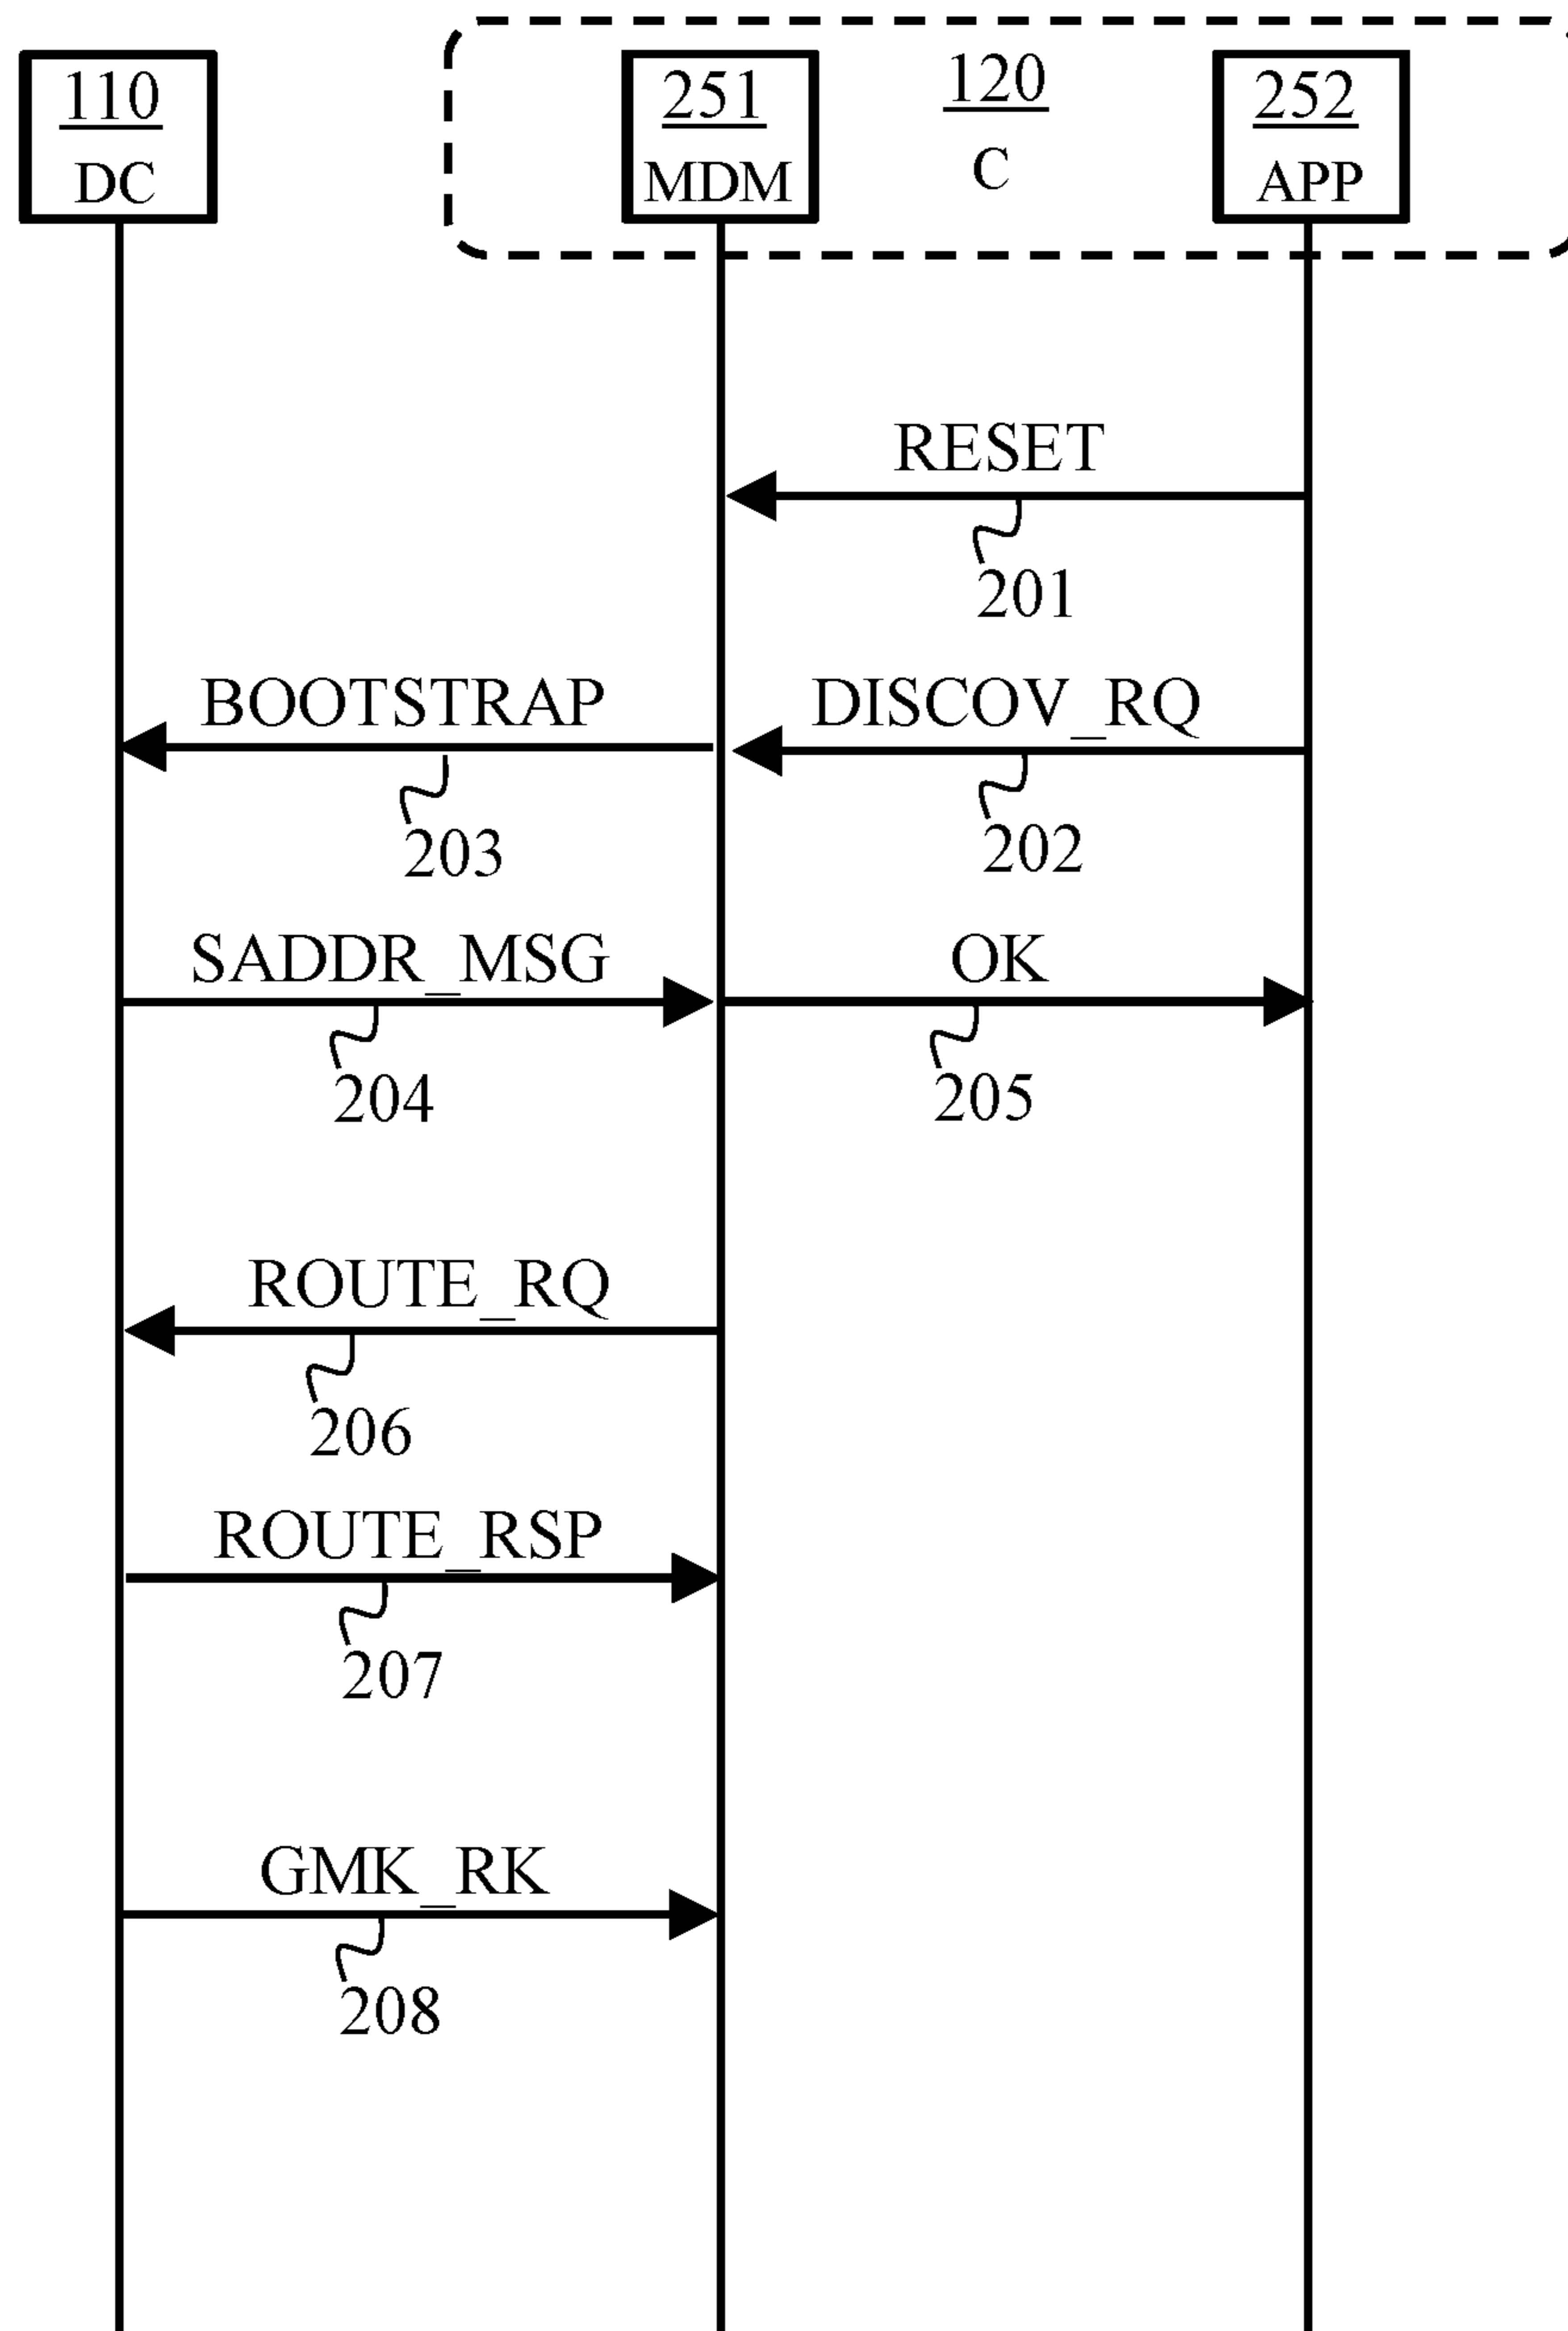 110
DC
251
MDM
120
C
252
APP
RESET
201
BOOTSTRAP
DISCOV_RQ
203
202
SADDR_MSG
OK
204
205
ROUTE_RQ
206
ROUTE_RSP
207
GMK_RK
208